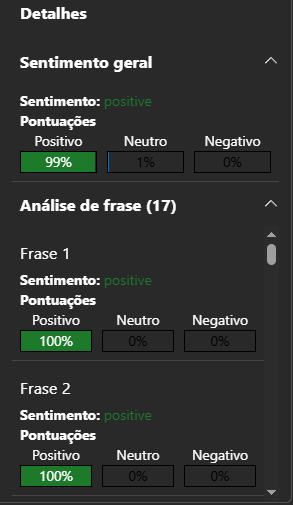 Detalhes
Sentimento geral
Sentimento: positive
Pontuações
Positivo Neutro Negativo
99% 1% 0%
Análise de frase (17)
Frase 1
Sentimento: positive
Pontuações
Positivo Neutro Negativo
100% 0% 0%
Frase 2
Sentimento: positive
Pontuações
Positivo Neutro Negativo
100% 0% 0%